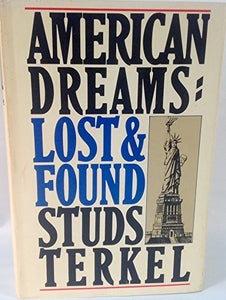 AMERICAN
DREAMS:
LOST &
FOUND
STUDS
TERKEL